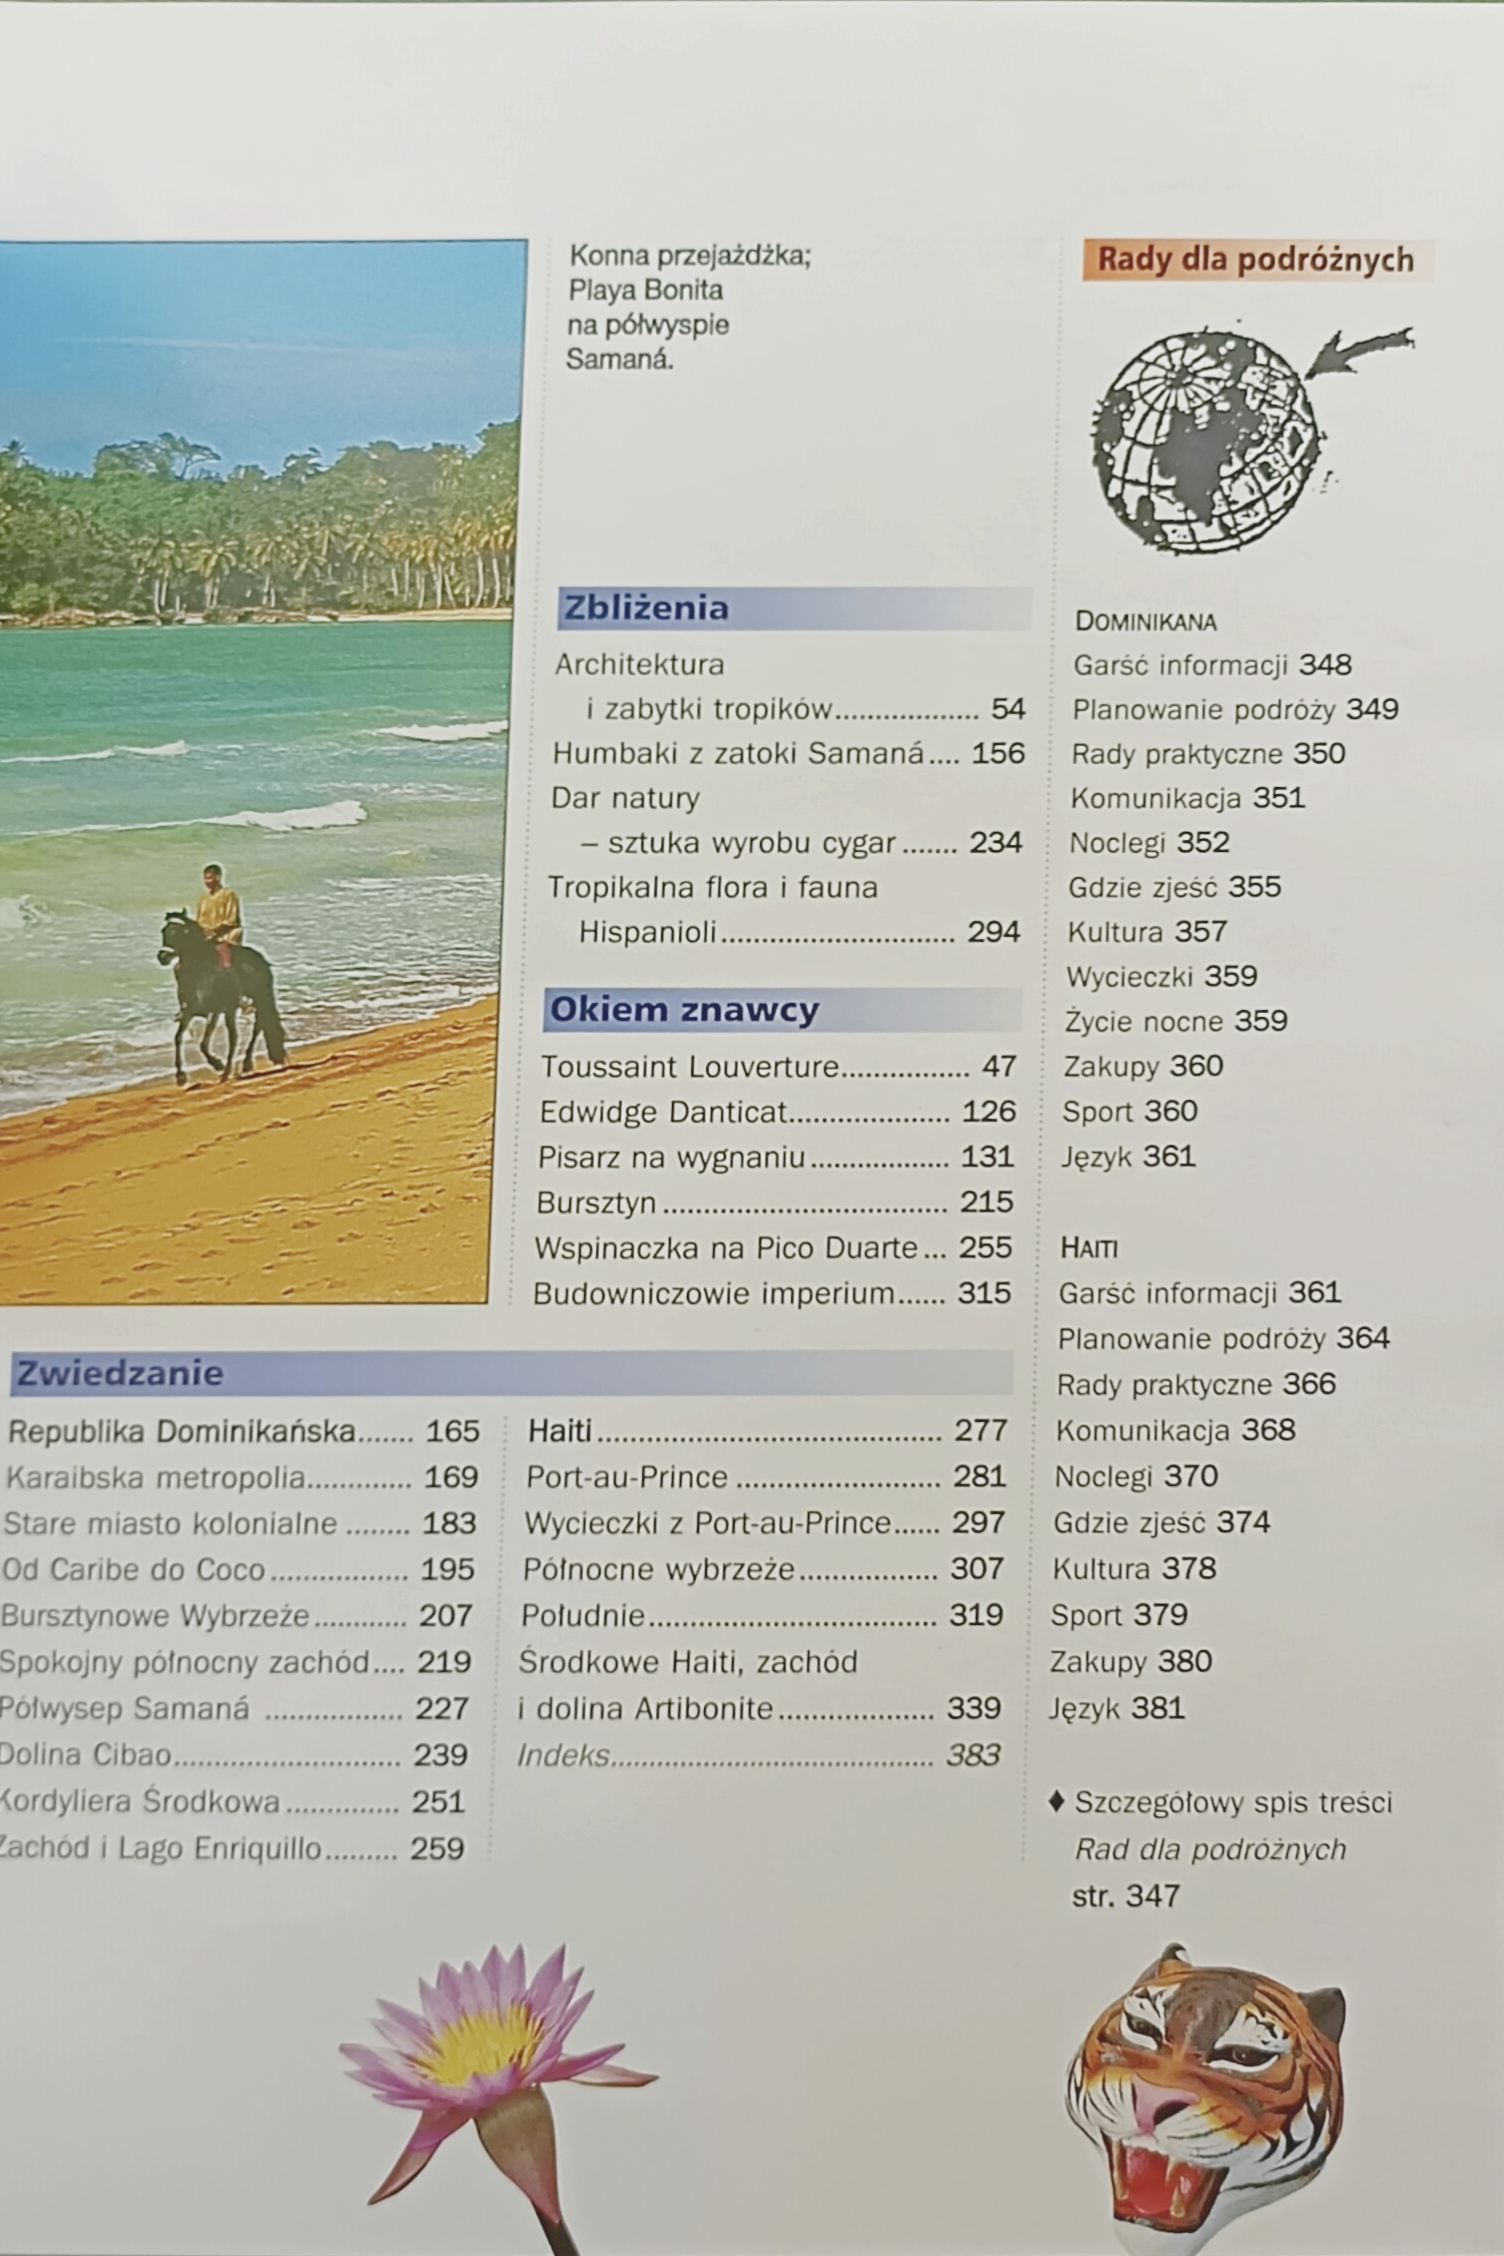 Konna przejażdżka;
Playa Bonita
na półwyspie
Samaná.
Zbliżenia
Architektura
i zabytki tropików.................. 54
Humbaki z zatoki Samaná.... 156
Dar natury
– sztuka wyrobu cygar....... 234
Tropikalna flora i fauna
Hispanioli............................. 294
Okiem znawcy
Toussaint Louverture................ 47
Edwidge Danticat.................... 126
Pisarz na wygnaniu................. 131
Bursztyn................................... 215
Wspinaczka na Pico Duarte... 255
Budowniczowie imperium...... 315
Zwiedzanie
Republika Dominikańska....... 165
Karaibska metropolia............. 169
Stare miasto kolonialne ........ 183
Od Caribe do Coco................. 195
Bursztynowe Wybrzeże............ 207
Spokojny północny zachód.... 219
Półwysep Samaná ................. 227
Dolina Cibao............................ 239
Kordyliera Środkowa.............. 251
Zachód i Lago Enriquillo......... 259
Haiti........................................... 277
Port-au-Prince ......................... 281
Wycieczki z Port-au-Prince...... 297
Północne wybrzeże................. 307
Południe.................................... 319
Środkowe Haiti, zachód
i dolina Artibonite................... 339
Indeks........................................ 383
Rady dla podróżnych
DOMINIKANA
Garść informacji 348
Planowanie podróży 349
Rady praktyczne 350
Komunikacja 351
Noclegi 352
Gdzie zjeść 355
Kultura 357
Wycieczki 359
Życie nocne 359
Zakupy 360
Sport 360
Język 361
HAITI
Garść informacji 361
Planowanie podróży 364
Rady praktyczne 366
Komunikacja 368
Noclegi 370
Gdzie zjeść 374
Kultura 378
Sport 379
Zakupy 380
Język 381
♦ Szczegółowy spis treści
Rad dla podróżnych
str. 347